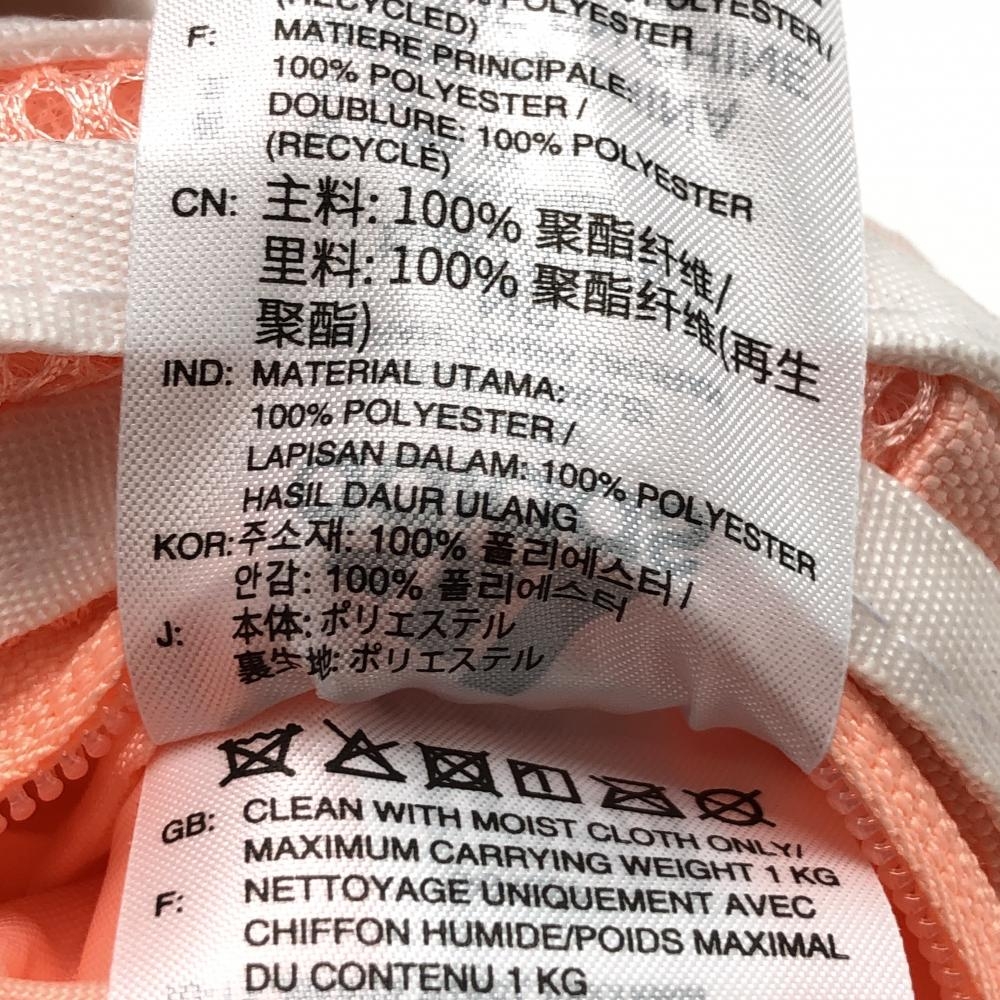 (RECYCLED)
POLYESTER
POLYESTER /
F: MATIERE PRINCIPALE:
100% POLYESTER /
DOUBLURE: 100% POLYESTER
(RECYCLÉ)
CN: 主料: 100% 聚酯纤维/
里料: 100% 聚酯纤维(再生
聚酯)
IND: MATERIAL UTAMA:
100% POLYESTER /
LAPISAN DALAM: 100% POLYESTER
HASIL DAUR ULANG
KOR: 주소재: 100% 폴리에스터 /
안감: 100% 폴리에스터
J: 本体: ポリエステル
裏生地: ポリエステル
GB: CLEAN WITH MOIST CLOTH ONLY/
MAXIMUM CARRYING WEIGHT 1 KG
F: NETTOYAGE UNIQUEMENT AVEC
CHIFFON HUMIDE/POIDS MAXIMAL
DU CONTENU 1 KG